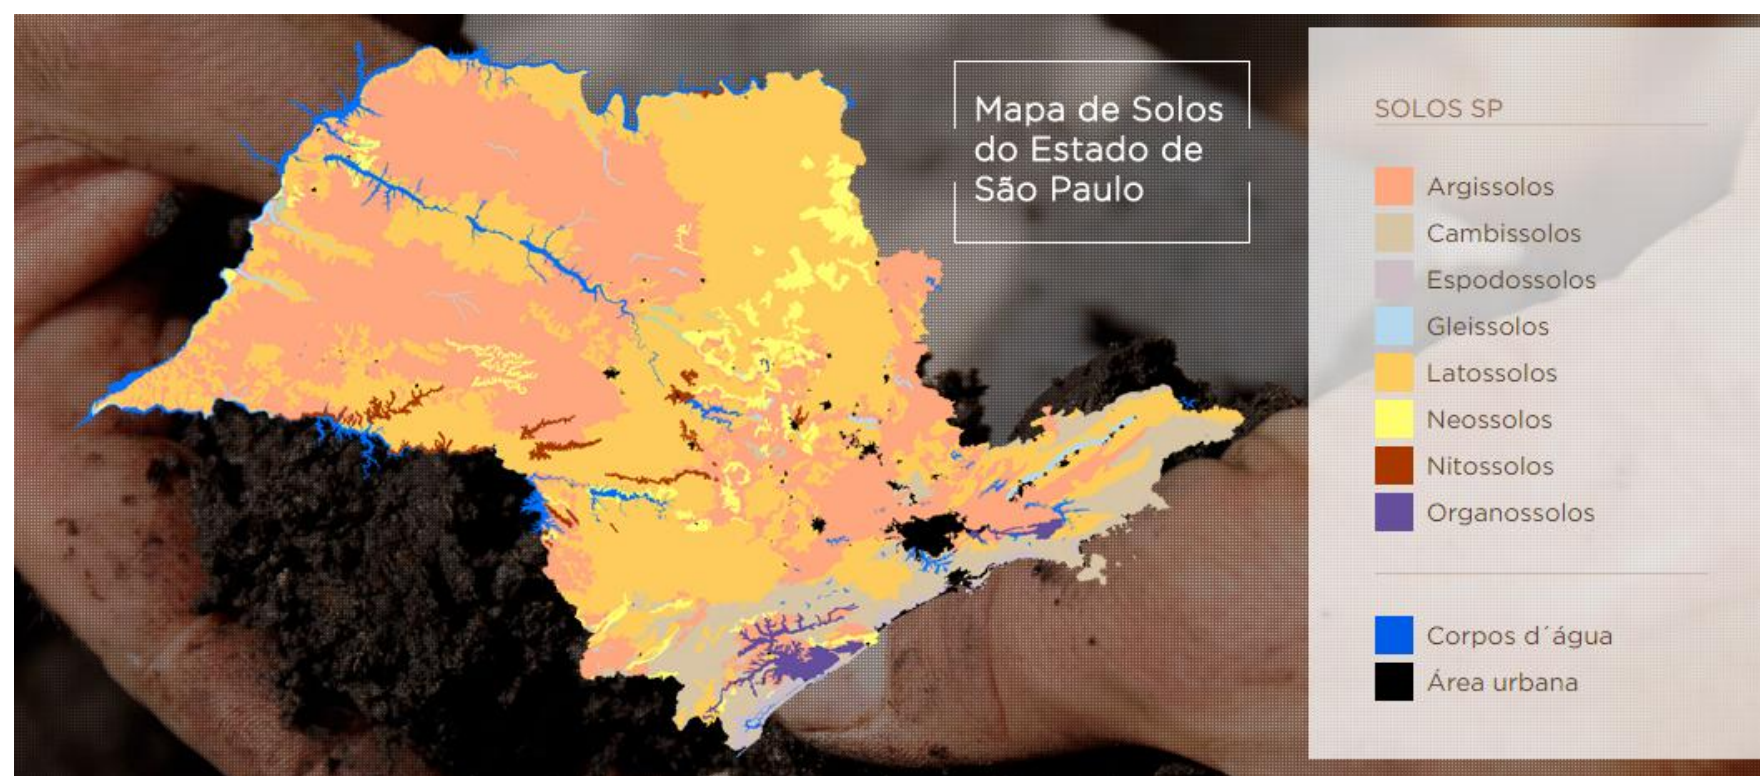 Mapa de Solos
do Estado de
São Paulo
SOLOS SP
Argissolos
Cambissolos
Espodossolos
Gleissolos
Latossolos
Neossolos
Nitossolos
Organossolos
Corpos d´água
Área urbana